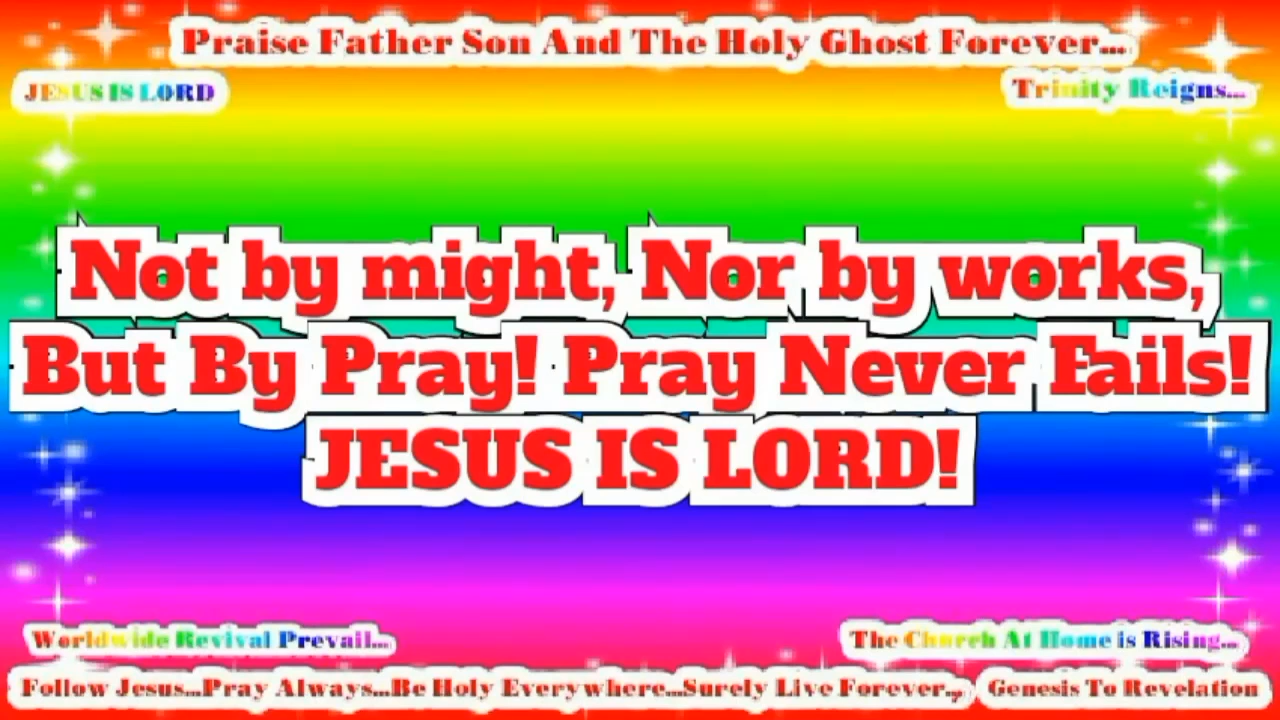 Praise Father Son And The Holy Ghost Forever...
JESUS IS LORD
Trinity Reigns...
Not by might, Nor by works,
But By Pray! Pray Never Fails!
JESUS IS LORD!
Worldwide Revival Prevail...
The Church At Home is Rising...
Follow Jesus...Pray Always...Be Holy Everywhere...Surely Live Forever.., Genesis To Revelation